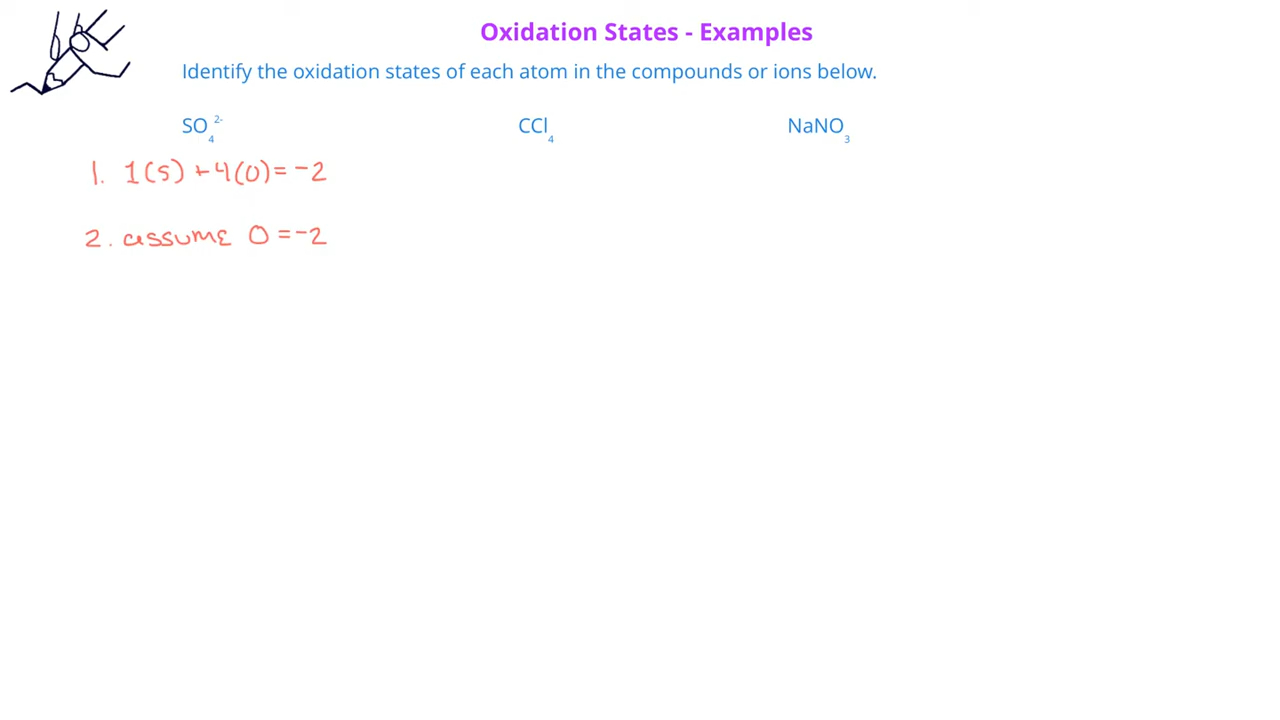 Oxidation States - Examples
Identify the oxidation states of each atom in the compounds or ions below.
SO₄²⁻ CCl₄ NaNO₃
1. 1(S) + 4(O) = -2
2. assume O = -2